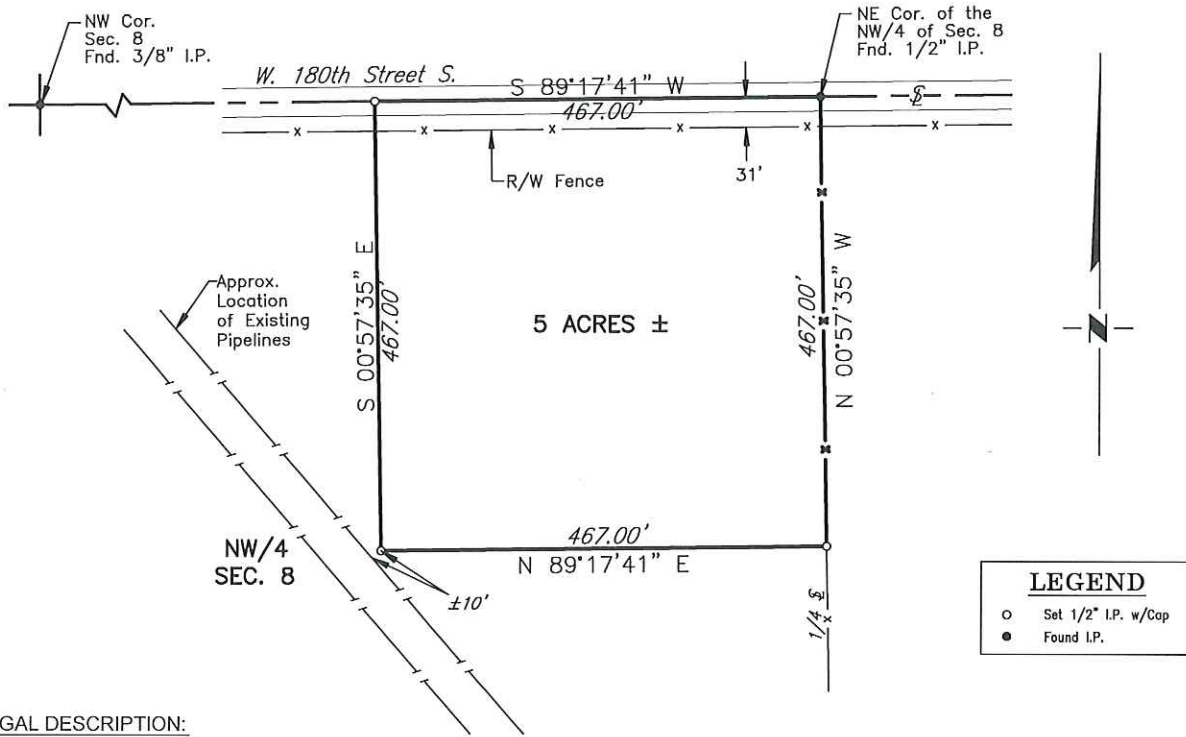 NW Cor.
Sec. 8
Fnd. 3/8" I.P.
NE Cor. of the
NW/4 of Sec. 8
Fnd. 1/2" I.P.
W. 180th Street S.
S 89°17'41" W
467.00'
℄
31'
R/W Fence
S 00°57'35" E
467.00'
Approx.
Location
of Existing
Pipelines
5 ACRES ±
467.00'
N 00°57'35" W
N
NW/4
SEC. 8
467.00'
N 89°17'41" E
±10'
1/4 ℄
LEGEND
Set 1/2" I.P. w/Cap
Found I.P.
GAL DESCRIPTION: